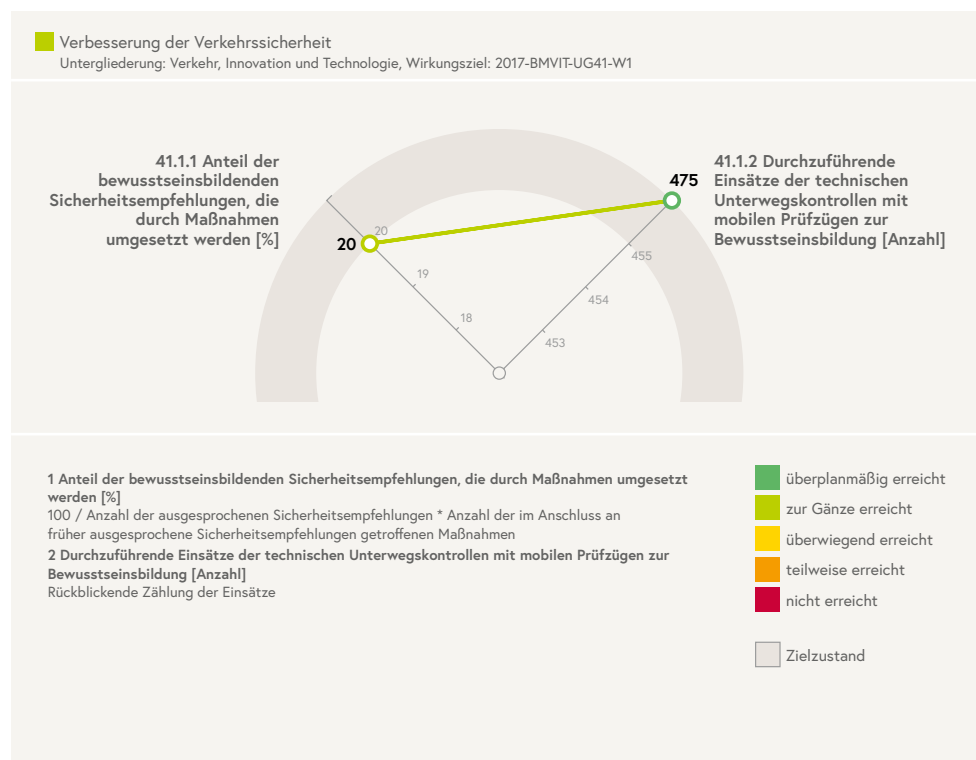 Verbesserung der Verkehrssicherheit
Untergliederung: Verkehr, Innovation und Technologie, Wirkungsziel: 2017-BMVIT-UG41-W1
41.1.1 Anteil der
bewusstseinsbildenden
Sicherheitsempfehlungen, die
durch Maßnahmen
umgesetzt werden [%]
41.1.2 Durchzuführende
Einsätze der technischen
Unterwegskontrollen mit
mobilen Prüfzügen zur
Bewusstseinsbildung [Anzahl]
475
20
20
19
18
455
454
453
1 Anteil der bewusstseinsbildenden Sicherheitsempfehlungen, die durch Maßnahmen umgesetzt
werden [%]
100 / Anzahl der ausgesprochenen Sicherheitsempfehlungen * Anzahl der im Anschluss an
früher ausgesprochene Sicherheitsempfehlungen getroffenen Maßnahmen
2 Durchzuführende Einsätze der technischen Unterwegskontrollen mit mobilen Prüfzügen zur
Bewusstseinsbildung [Anzahl]
Rückblickende Zählung der Einsätze
überplanmäßig erreicht
zur Gänze erreicht
überwiegend erreicht
teilweise erreicht
nicht erreicht
Zielzustand